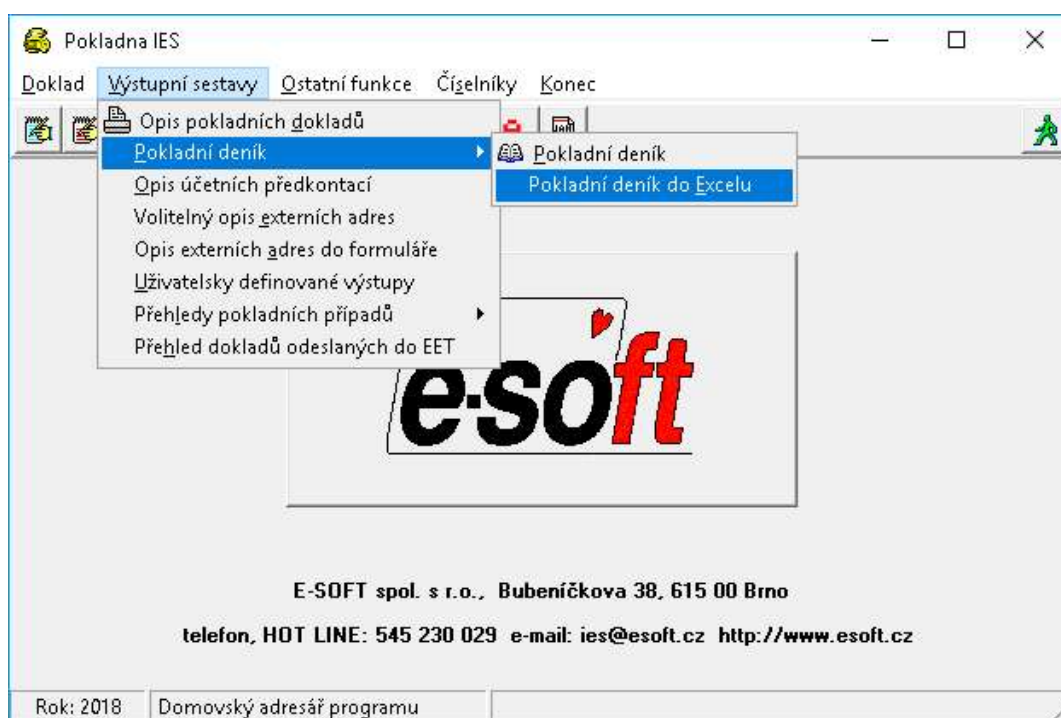 Pokladna IES
Doklad Výstupní sestavy Ostatní funkce Číselníky Konec
Opis pokladních dokladů
Pokladní deník
Pokladní deník
Opis účetních předkontací
Pokladní deník do Excelu
Volitelný opis externích adres
Opis externích adres do formuláře
Uživatelsky definované výstupy
Přehledy pokladních případů
Přehled dokladů odeslaných do EET
e-soft
E-SOFT spol. s r.o., Bubeníčkova 38, 615 00 Brno
telefon, HOT LINE: 545 230 029 e-mail: ies@esoft.cz http://www.esoft.cz
Rok: 2018 Domovský adresář programu